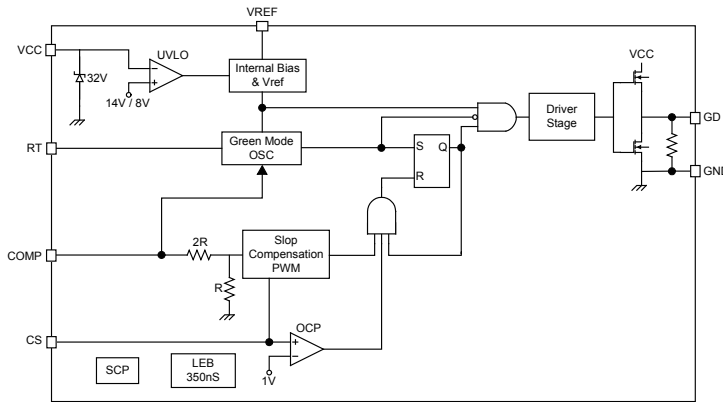 VREF
VCC
UVLO
32V
14V / 8V
Internal Bias
& Vref
VCC
GD
RT
Green Mode
OSC
S
Q
R
Driver
Stage
GN
COMP
2R
R
Slop
Compensation
PWM
CS
OCP
1V
SCP
LEB
350nS